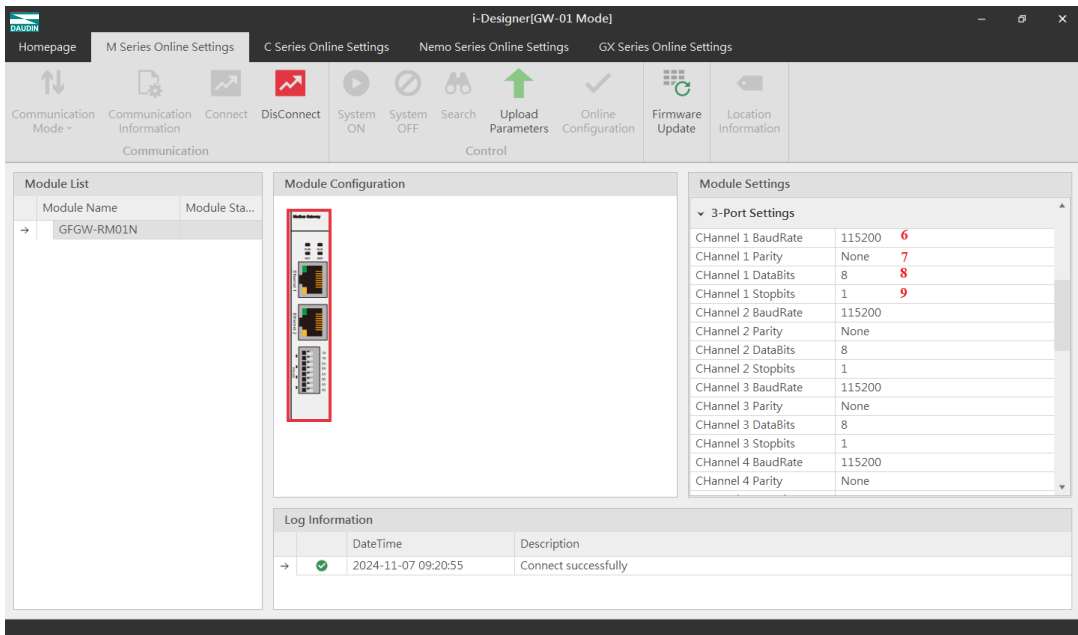 DAUDIN
i-Designer[GW-01 Mode]
Homepage M Series Online Settings C Series Online Settings Nemo Series Online Settings GX Series Online Settings
Communication Mode
Communication Information
Connect
DisConnect
System ON
System OFF
Search
Upload Parameters
Online Configuration
Firmware Update
Location Information
Communication
Control
Module List
Module Name Module Sta...
GFGW-RM01N
Module Configuration
Modbus Gateway
Ethernet 1
Ethernet 2
Module Settings
3-Port Settings
CHannel 1 BaudRate 115200 6
CHannel 1 Parity None 7
CHannel 1 DataBits 8 8
CHannel 1 Stopbits 1 9
CHannel 2 BaudRate 115200
CHannel 2 Parity None
CHannel 2 DataBits 8
CHannel 2 Stopbits 1
CHannel 3 BaudRate 115200
CHannel 3 Parity None
CHannel 3 DataBits 8
CHannel 3 Stopbits 1
CHannel 4 BaudRate 115200
CHannel 4 Parity None
Log Information
DateTime Description
2024-11-07 09:20:55 Connect successfully